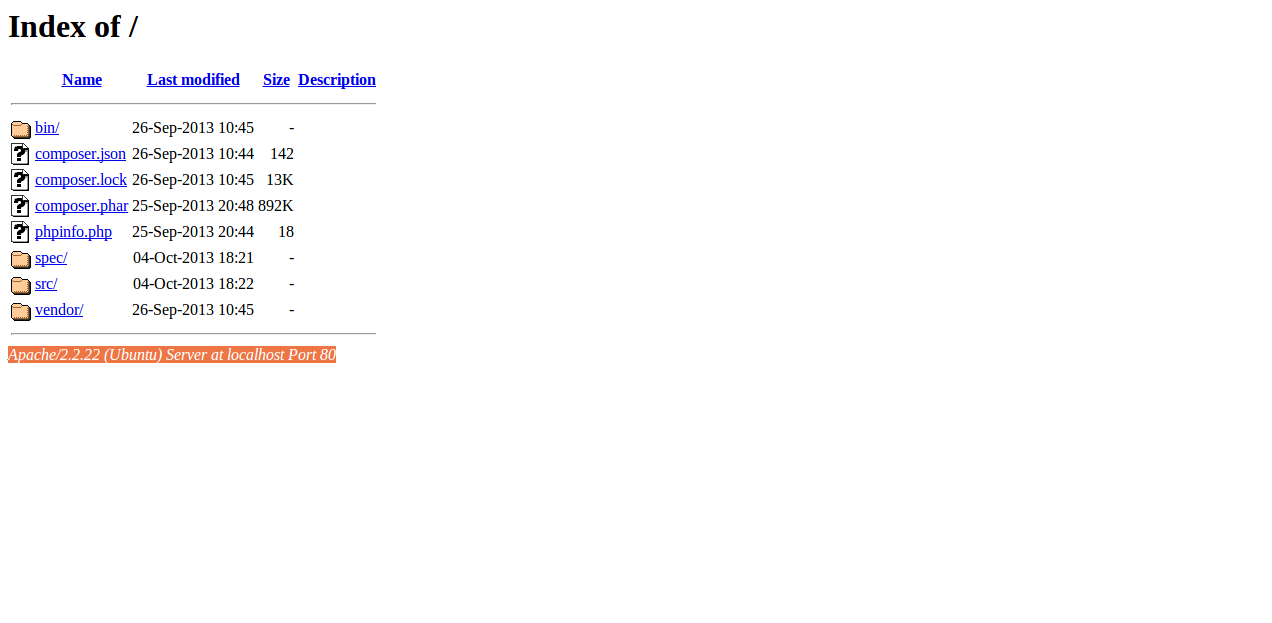 Index of /
Name Last modified Size Description
bin/ 26-Sep-2013 10:45 -
composer.json 26-Sep-2013 10:44 142
composer.lock 26-Sep-2013 10:45 13K
composer.phar 25-Sep-2013 20:48 892K
phpinfo.php 25-Sep-2013 20:44 18
spec/ 04-Oct-2013 18:21 -
src/ 04-Oct-2013 18:22 -
vendor/ 26-Sep-2013 10:45 -
Apache/2.2.22 (Ubuntu) Server at localhost Port 80